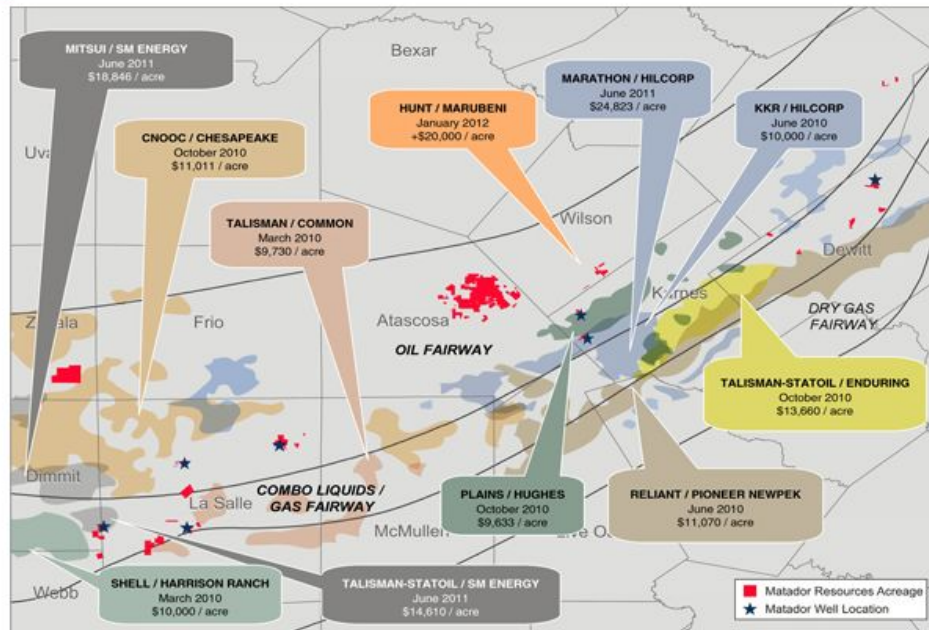 MITSUI / SM ENERGY
June 2011
$18,846 / acre
Bexar
MARATHON / HILCORP
June 2011
$24,823 / acre
HUNT / MARUBENI
January 2012
+$20,000 / acre
KKR / HILCORP
June 2010
$10,000 / acre
CNOOC / CHESAPEAKE
October 2010
$11,011 / acre
Uva
TALISMAN / COMMON
March 2010
$9,730 / acre
Wilson
Dewitt
Karnes
DRY GAS
FAIRWAY
Frio
Atascosa
OIL FAIRWAY
TALISMAN-STATOIL / ENDURING
October 2010
$13,660 / acre
Dimmit
La Salle
COMBO LIQUIDS /
GAS FAIRWAY
McMullen
PLAINS / HUGHES
October 2010
$9,633 / acre
RELIANT / PIONEER NEWPEK
June 2010
$11,070 / acre
Webb
SHELL / HARRISON RANCH
March 2010
$10,000 / acre
TALISMAN-STATOIL / SM ENERGY
June 2011
$14,610 / acre
Matador Resources Acreage
Matador Well Location